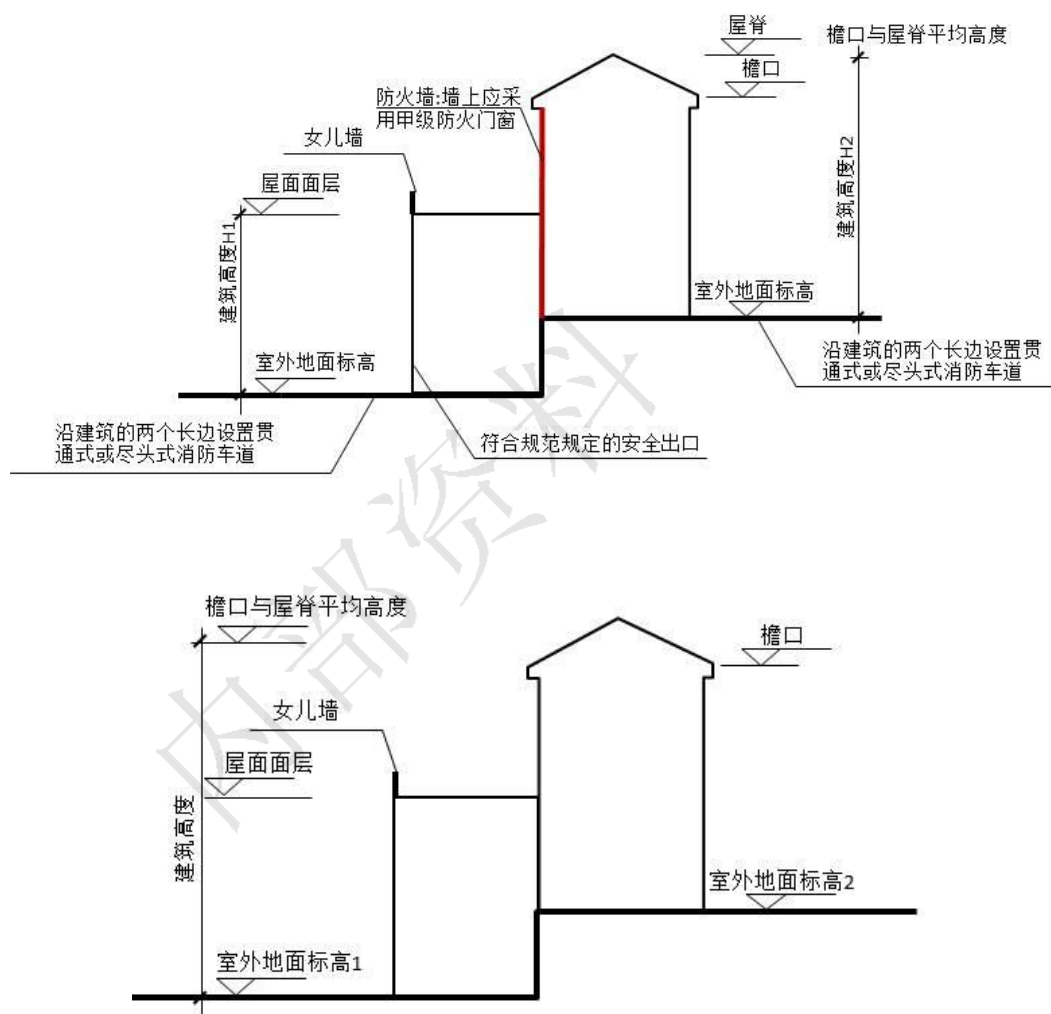 屋脊
檐口与屋脊平均高度
檐口
防火墙:墙上应采
用甲级防火门窗
女儿墙
屋面面层
建筑高度H1
建筑高度H2
室外地面标高
室外地面标高
沿建筑的两个长边设置贯
通式或尽头式消防车道
沿建筑的两个长边设置贯
通式或尽头式消防车道
符合规范规定的安全出口
内部资料
檐口与屋脊平均高度
檐口
女儿墙
屋面面层
建筑高度
室外地面标高2
室外地面标高1